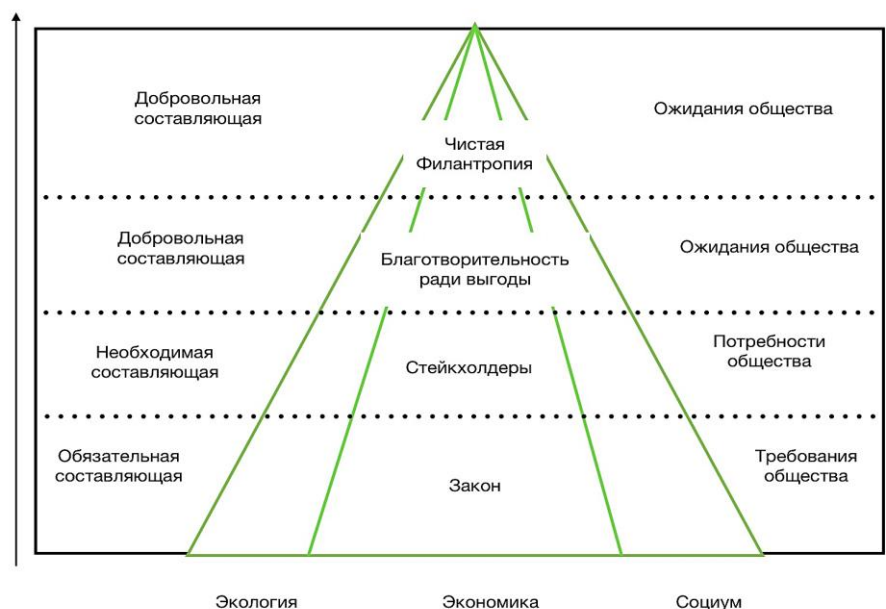 Добровольная
составляющая
Ожидания общества
Чистая
Филантропия
Добровольная
составляющая
Ожидания общества
Благотворительность
ради выгоды
Необходимая
составляющая
Стейкхолдеры
Потребности
общества
Обязательная
составляющая
Закон
Требования
общества
Экология
Экономика
Социум